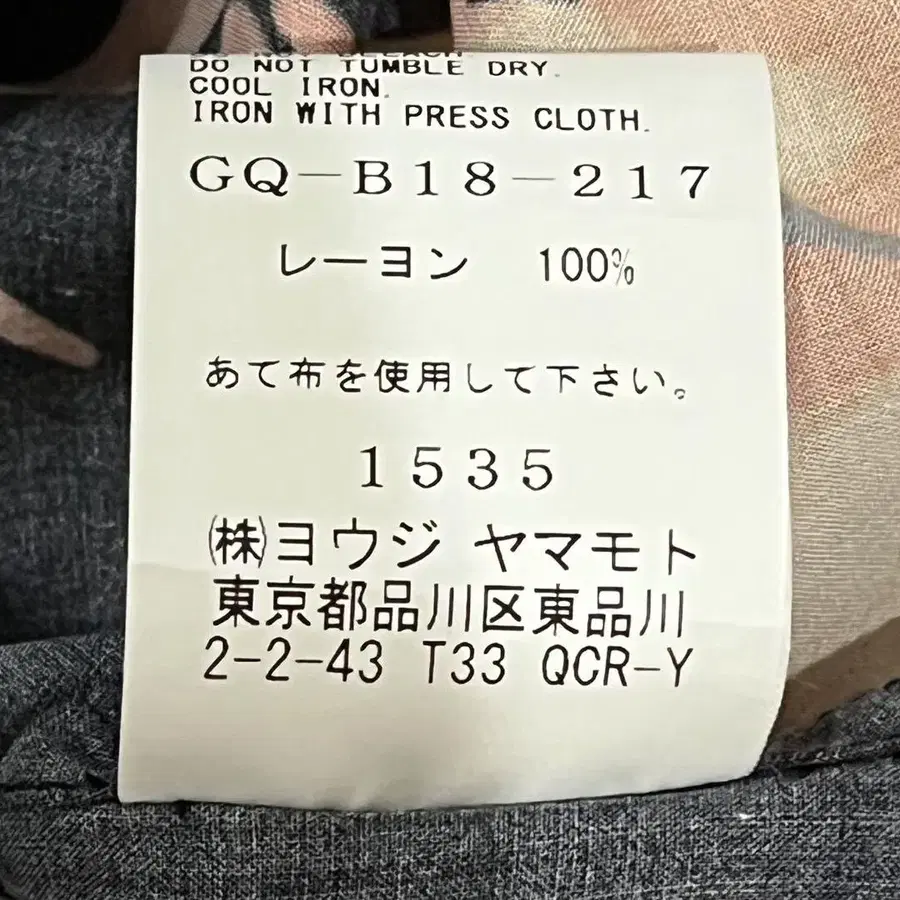 DO NOT TUMBLE DRY.
COOL IRON.
IRON WITH PRESS CLOTH.
GQ-B18-217
レーヨン 100%
あて布を使用して下さい。
1535
㈱ヨウジ ヤマモト
東京都品川区東品川
2-2-43 T33 QCR-Y